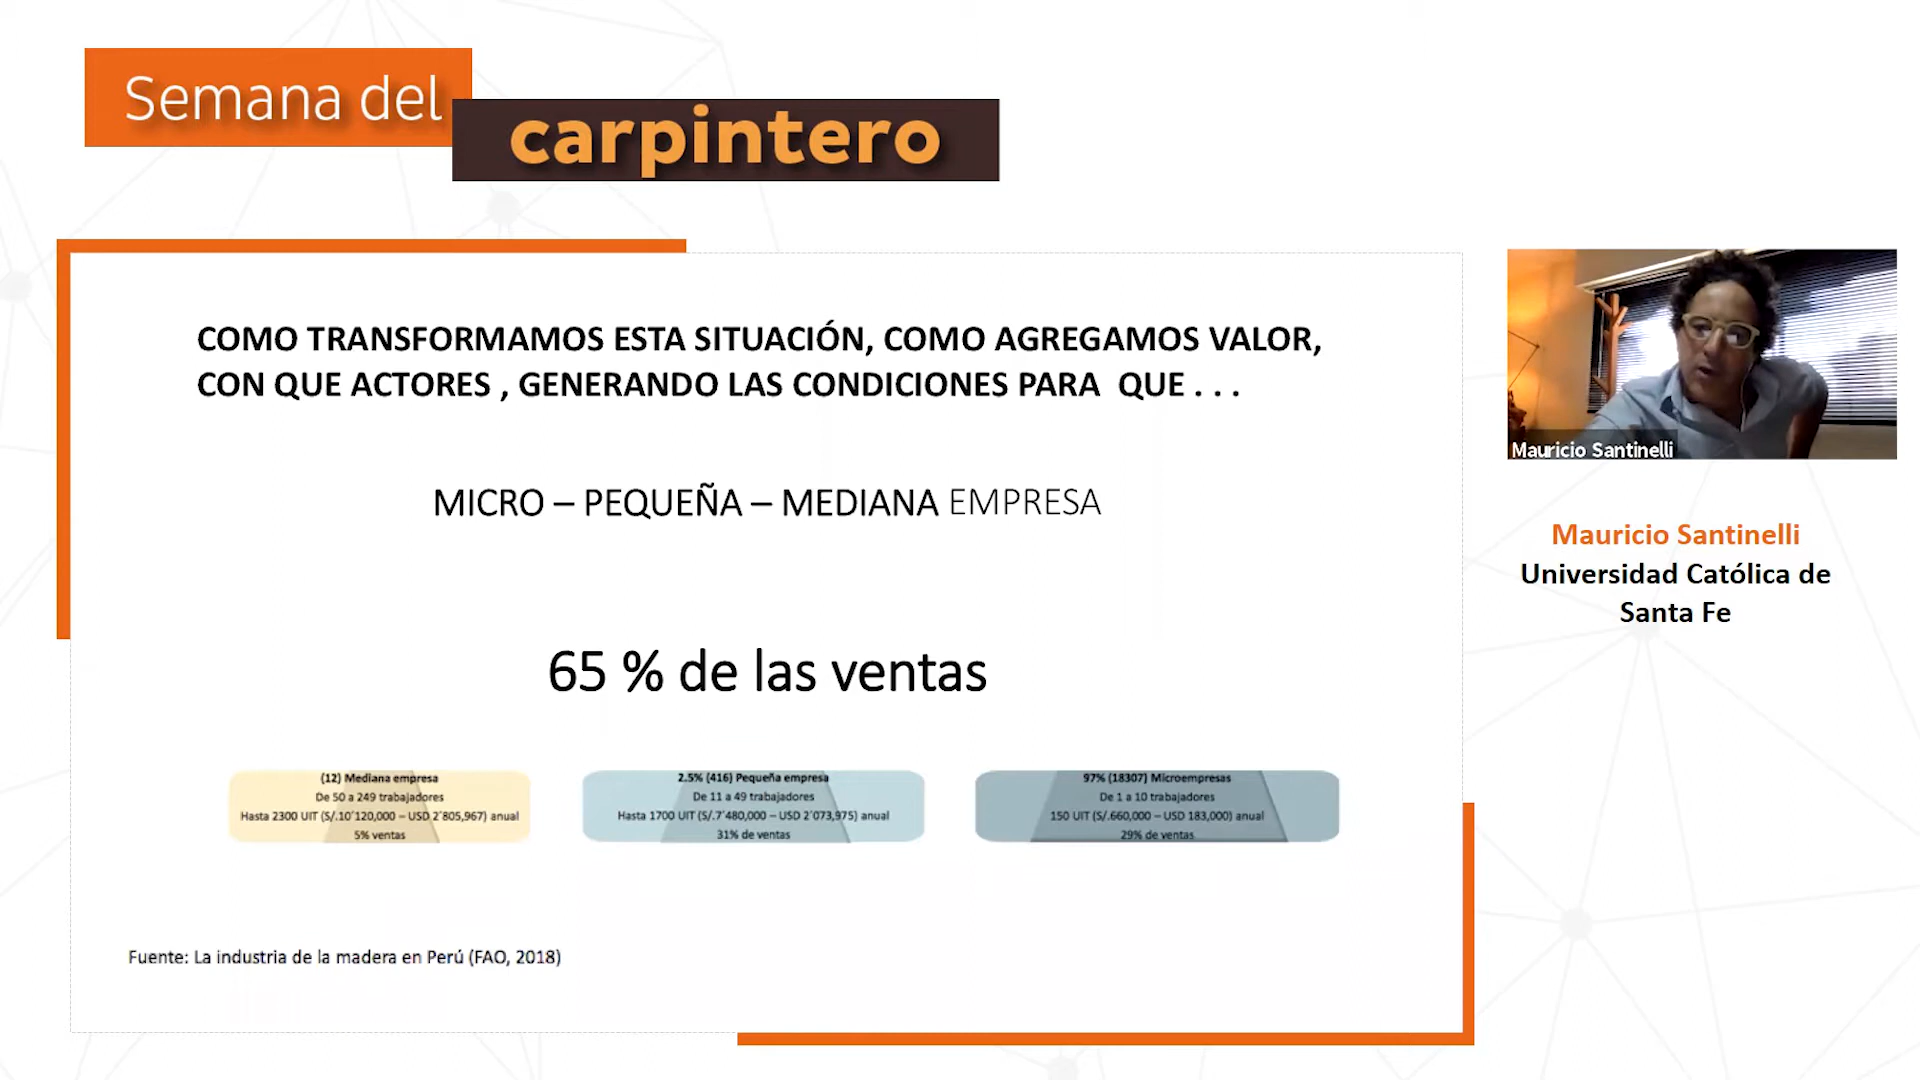 Semana del
carpintero
COMO TRANSFORMAMOS ESTA SITUACIÓN, COMO AGREGAMOS VALOR,
CON QUE ACTORES , GENERANDO LAS CONDICIONES PARA QUE . . .
MICRO – PEQUEÑA – MEDIANA EMPRESA
65 % de las ventas
(12) Mediana empresa
De 50 a 249 trabajadores
Hasta 2300 UIT (S/.10´120,000 – USD 2´805,967) anual
5% ventas
2.5% (416) Pequeña empresa
De 11 a 49 trabajadores
Hasta 1700 UIT (S/.7´480,000 – USD 2´073,975) anual
31% de ventas
97% (18307) Microempresas
De 1 a 10 trabajadores
150 UIT (S/.660,000 – USD 183,000) anual
29% de ventas
Fuente: La industria de la madera en Perú (FAO, 2018)
Mauricio Santinelli
Mauricio Santinelli
Universidad Católica de
Santa Fe